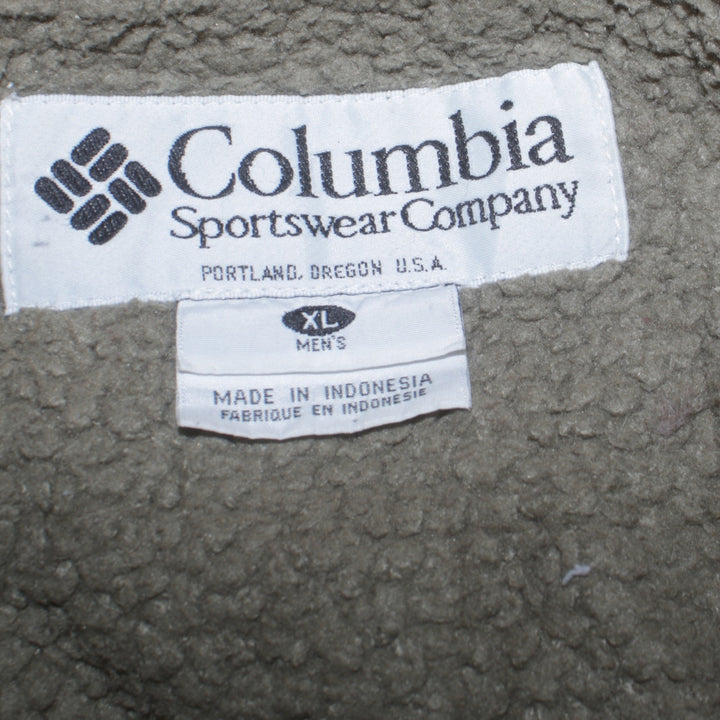 Columbia
Sportswear Company
PORTLAND, OREGON U.S.A.
XL
MEN'S
MADE IN INDONESIA
FABRIQUE EN INDONESIE